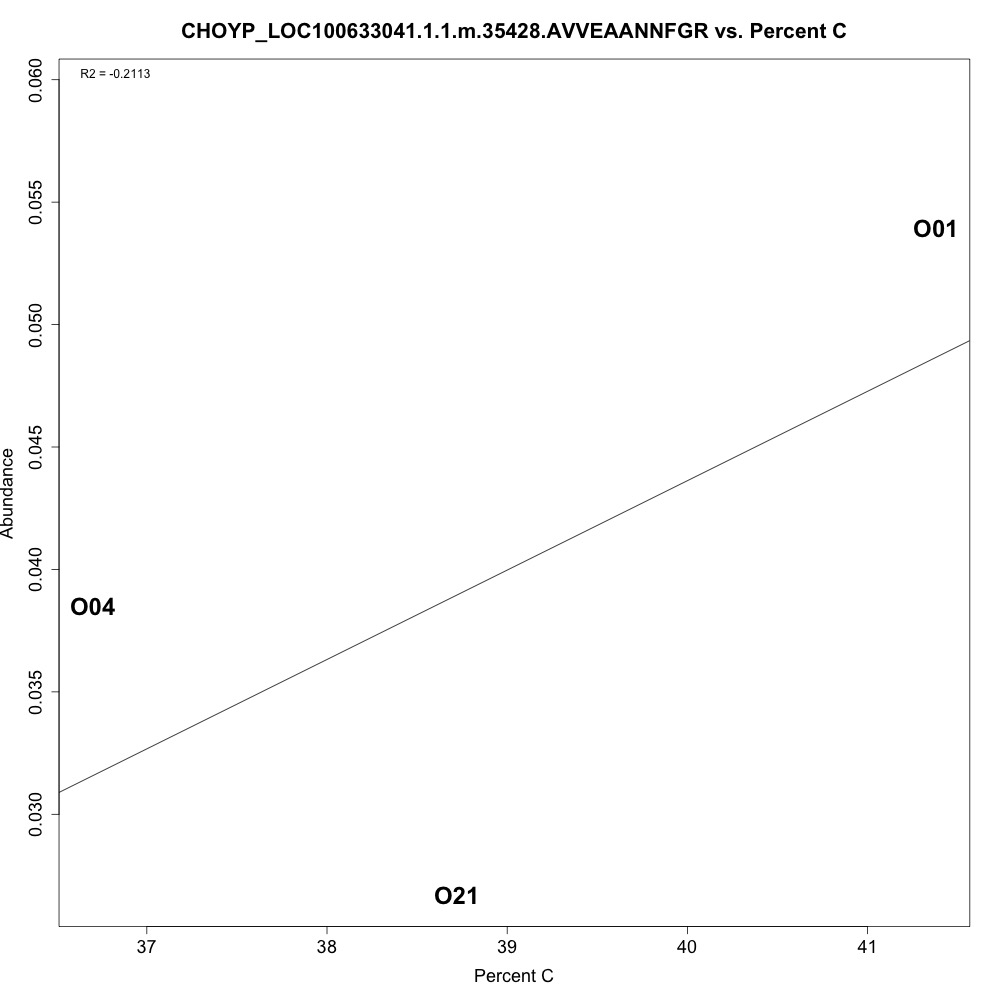 CHOYP_LOC100633041.1.1.m.35428.AVVEAANNFGR vs. Percent C
R2 = -0.2113
0.060
0.055
0.050
0.045
0.040
0.035
0.030
Abundance
O01
O04
O21
37 38 39 40 41
Percent C